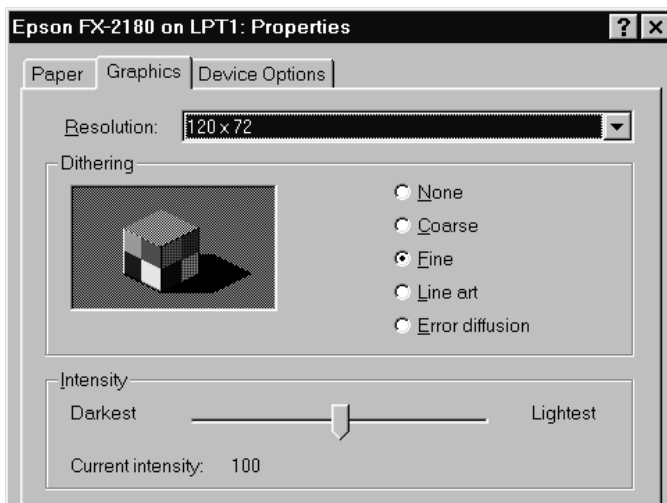 Epson FX-2180 on LPT1: Properties
Paper Graphics Device Options
Resolution: 120 x 72
Dithering
None
Coarse
Fine
Line art
Error diffusion
Intensity
Darkest Lightest
Current intensity: 100